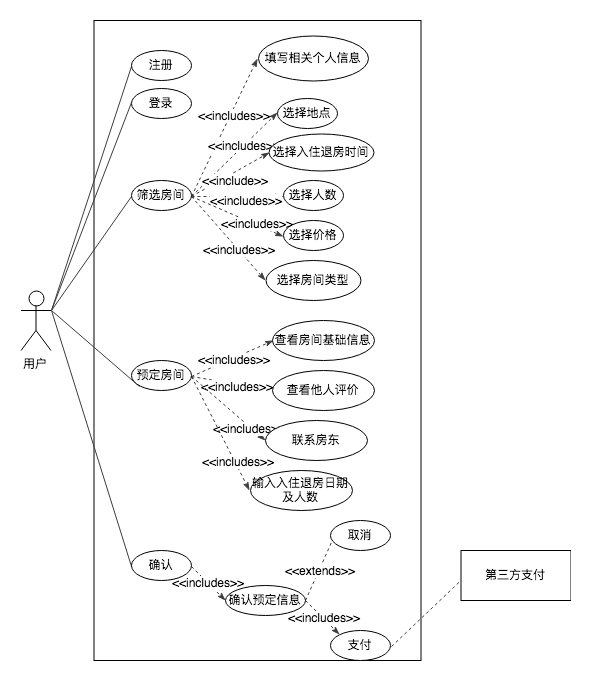 填写相关个人信息
注册
登录
<<includes>>
选择地点
<<includes>>
选择入住退房时间
<<include>>
筛选房间
选择人数
<<includes>>
<<includes>>
选择价格
<<includes>>
选择房间类型
用户
查看房间基础信息
<<includes>>
预定房间
<<includes>>
查看他人评价
<<includes>>
联系房东
<<includes>>
输入入住退房日期
及人数
取消
确认
<<extends>>
<<includes>>
第三方支付
确认预定信息
<<includes>>
支付